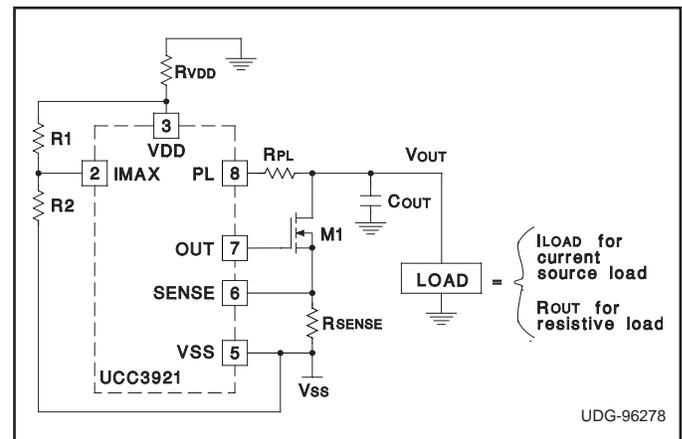 RVDD
R1
3
VDD
2 IMAX
PL 8
RPL
VOUT
R2
COUT
M1
OUT 7
SENSE 6
RSENSE
VSS 5
UCC3921
VSS
LOAD
=
ILOAD for
current
source load
ROUT for
resistive load
UDG-96278